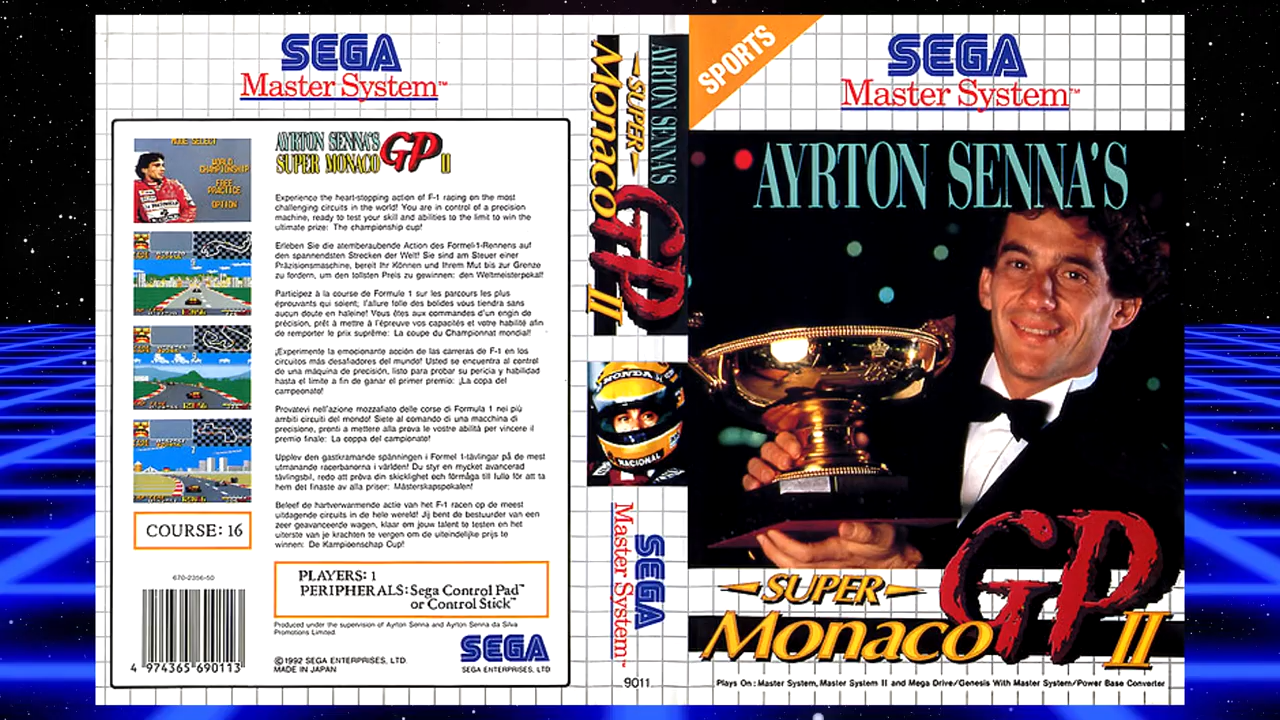 SEGA
Master System™
MODE SELECT
WORLD
CHAMPIONSHIP
FREE
PRACTICE
OPTION
COURSE: 16
670-2356-50
4 974365 690113
AYRTON SENNA'S
SUPER MONACO GP II
Experience the heart-stopping action of F-1 racing on the most
challenging circuits in the world! You are in control of a precision
machine, ready to test your skill and abilities to the limit to win the
ultimate prize: The championship cup!
Erleben Sie die atemberaubende Action des Formel-1-Rennens auf
den spannendsten Strecken der Welt! Sie sind am Steuer einer
Präzisionsmaschine, bereit Ihr Können und Ihrem Mut bis zur Grenze
zu fordern, um den tollsten Preis zu gewinnen: den Weltmeisterpokal!
Participez à la course de Formule 1 sur les parcours les plus
éprouvants qui soient; l'allure folle des bolides vous tiendra sans
aucun doute en haleine! Vous êtes aux commandes d'un engin de
précision, prêt à mettre à l'épreuve vos capacités et votre habilité afin
de remporter le prix suprême: La coupe du Championnat mondial!
¡Experimente la emocionante acción de las carreras de F-1 en los
circuitos más desafiadores del mundo! Usted se encuentra al control
de una máquina de precisión, listo para probar su pericia y habilidad
hasta el límite a fin de ganar el primer premio: ¡La copa del
campeonato!
Provatevi nell'azione mozzafiato delle corse di Formula 1 nei più
ambiti circuiti del mondo! Siete al comando di una macchina di
precisione, pronti a mettere alla prova le vostre abilità per vincere il
premio finale: La coppa del campionato!
Upplev den gastkramande spänningen i Formel 1-tävlingar på de mest
utmanande racerbanorna i världen! Du styr en mycket avancerad
tävlingsbil, redo att pröva din skicklighet och förmåga till fullo för att ta
hem det finaste av alla priser: Mästerskapspokalen!
Beleef de hartverwarmende actie van het F-1 racen op de meest
uitdagende circuits in de hele wereld! Jij bent de bestuurder van een
zeer geavanceerde wagen, klaar om jouw talent te testen en het
uiterste van je krachten te vergen om de uiteindelijke prijs te
winnen: De Kampioenschap Cup!
PLAYERS: 1
PERIPHERALS: Sega Control Pad™
or Control Stick™
Produced under the supervision of Ayrton Senna and Ayrton Senna da Silva
Promotions Limited.
©1992 SEGA ENTERPRISES, LTD.
MADE IN JAPAN
SEGA
SEGA ENTERPRISES, LTD.
AYRTON SENNA'S
SUPER
Monaco GP II
HONDA
NACIONAL
SEGA
Master System™
9011
SPORTS
SEGA
Master System™
AYRTON SENNA'S
SUPER
Monaco GP II
Plays On : Master System, Master System II and Mega Drive/Genesis With Master System/Power Base Converter